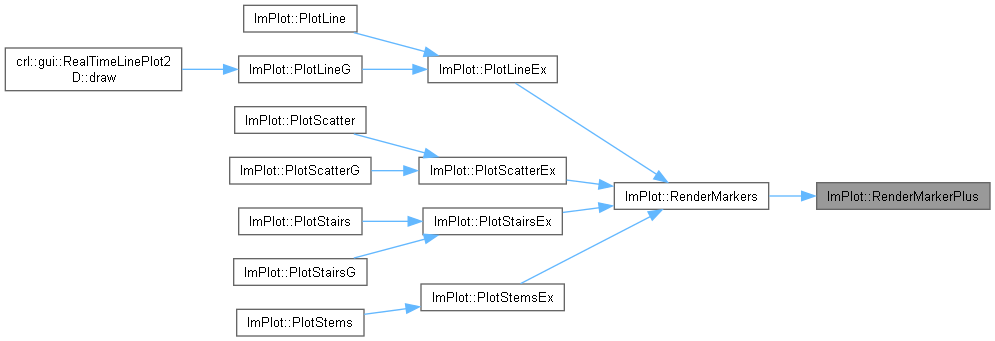 ImPlot::PlotLine
crl::gui::RealTimeLinePlot2
D::draw
ImPlot::PlotLineG
ImPlot::PlotLineEx
ImPlot::PlotScatter
ImPlot::PlotScatterG
ImPlot::PlotScatterEx
ImPlot::RenderMarkers
ImPlot::RenderMarkerPlus
ImPlot::PlotStairs
ImPlot::PlotStairsEx
ImPlot::PlotStairsG
ImPlot::PlotStemsEx
ImPlot::PlotStems